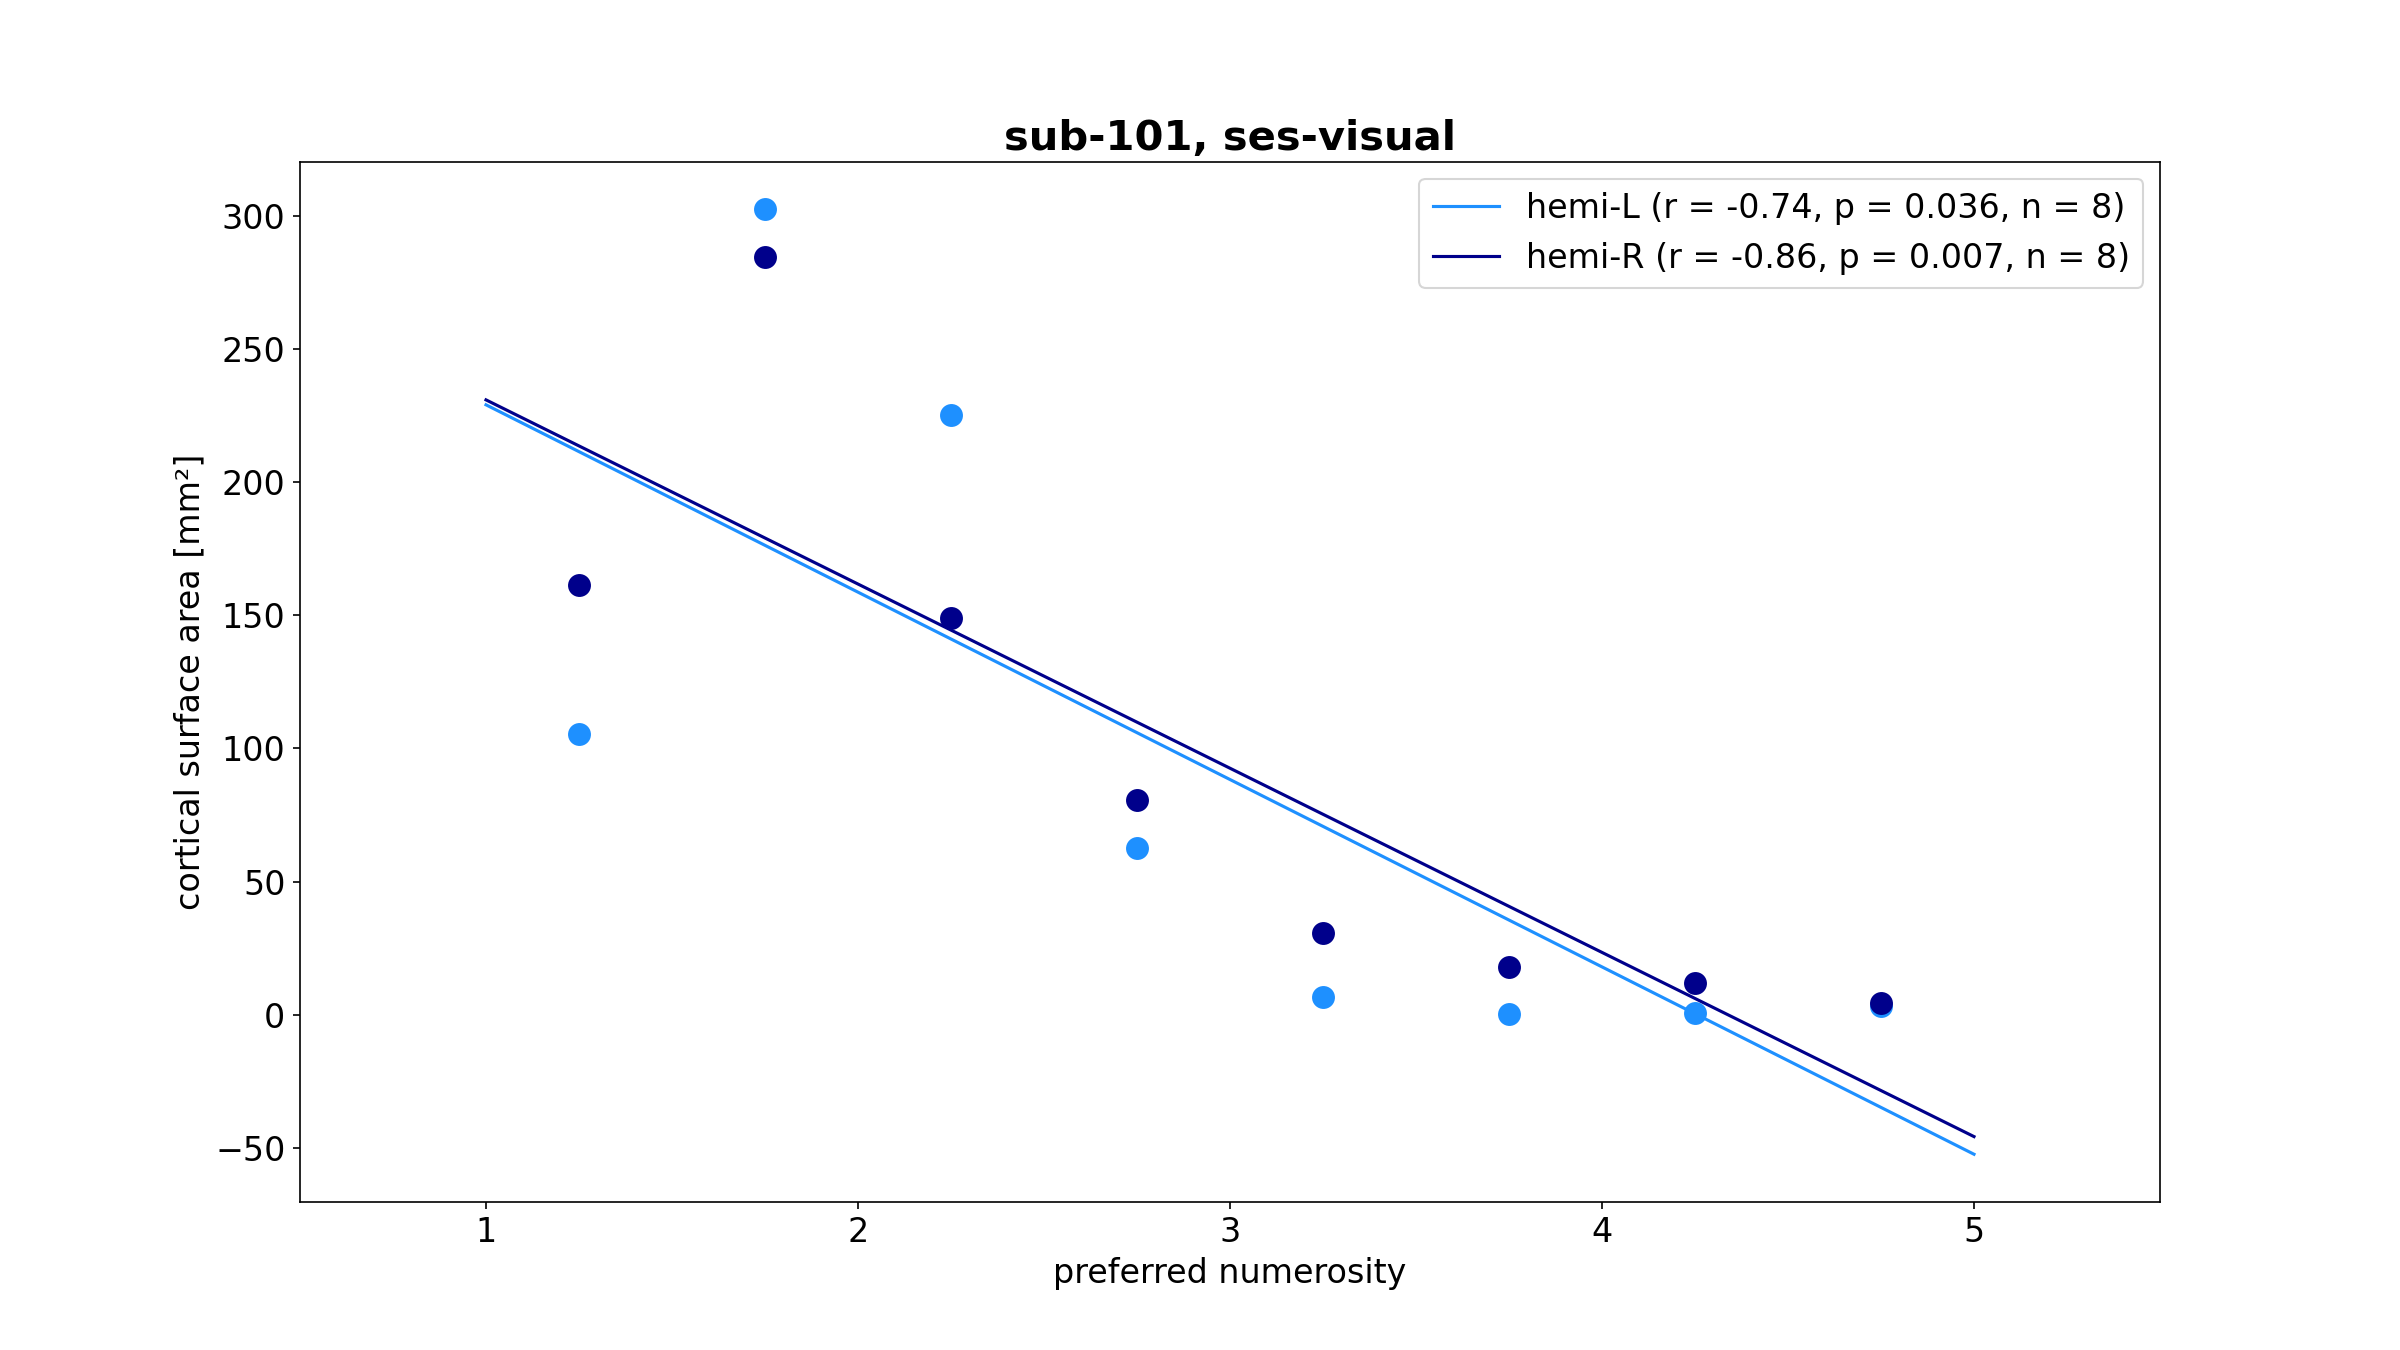 sub-101, ses-visual
hemi-L (r = -0.74, p = 0.036, n = 8)
hemi-R (r = -0.86, p = 0.007, n = 8)
cortical surface area [mm²]
300
250
200
150
100
50
0
−50
1 2 3 4 5
preferred numerosity